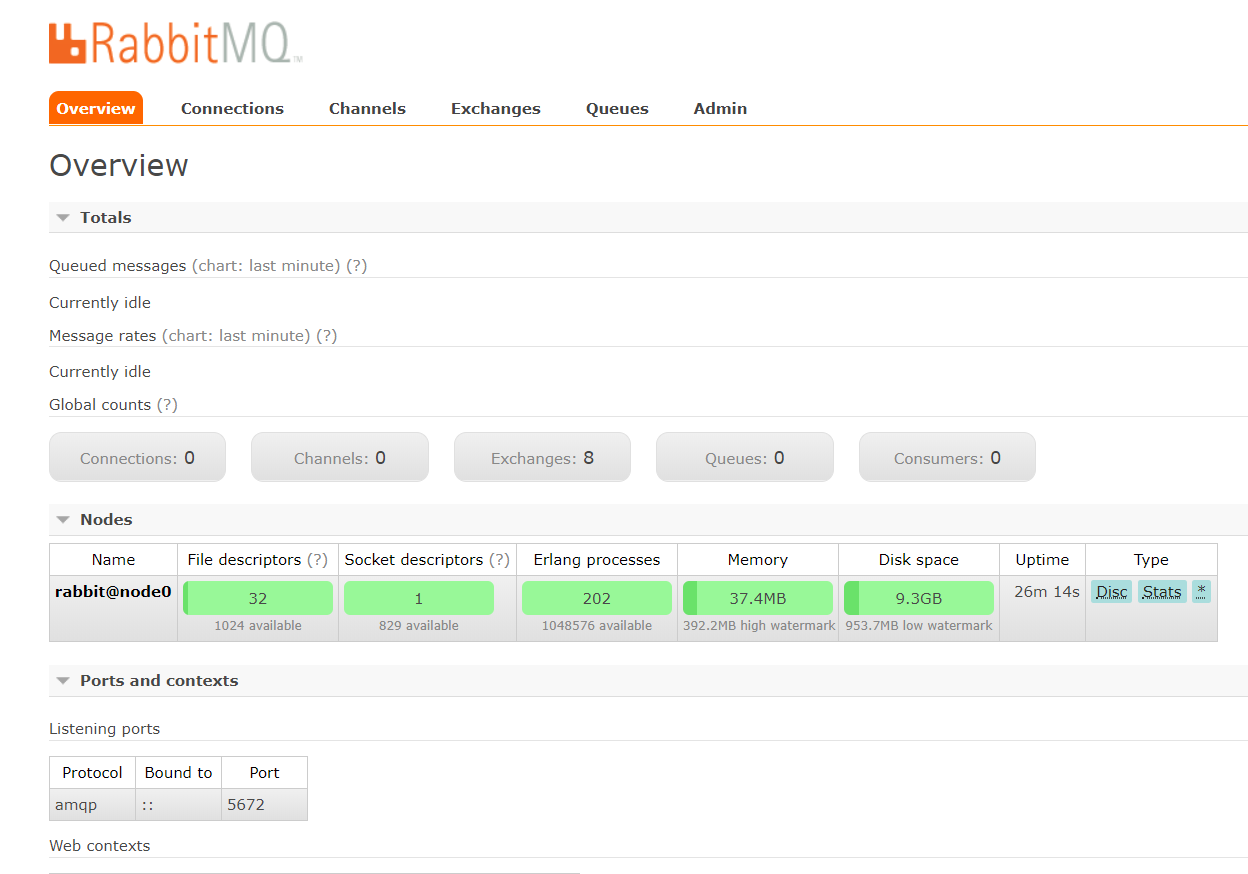 RabbitMQ™
Overview Connections Channels Exchanges Queues Admin
Overview
Totals
Queued messages (chart: last minute) (?)
Currently idle
Message rates (chart: last minute) (?)
Currently idle
Global counts (?)
Connections: 0 Channels: 0 Exchanges: 8 Queues: 0 Consumers: 0
Nodes
Name File descriptors (?) Socket descriptors (?) Erlang processes Memory Disk space Uptime Type
rabbit@node0 32 1 202 37.4MB 9.3GB 26m 14s Disc Stats *
1024 available 829 available 1048576 available 392.2MB high watermark 953.7MB low watermark
Ports and contexts
Listening ports
Protocol Bound to Port
amqp :: 5672
Web contexts